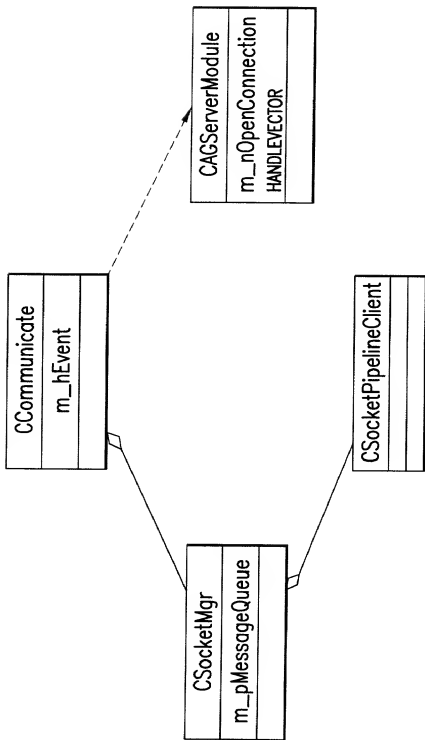 CCommunicate
m_hEvent
CAGServerModule
m_nOpenConnection
HANDLEVECTOR
CSocketMgr
m_pMessageQueue
CSocketPipelineClient